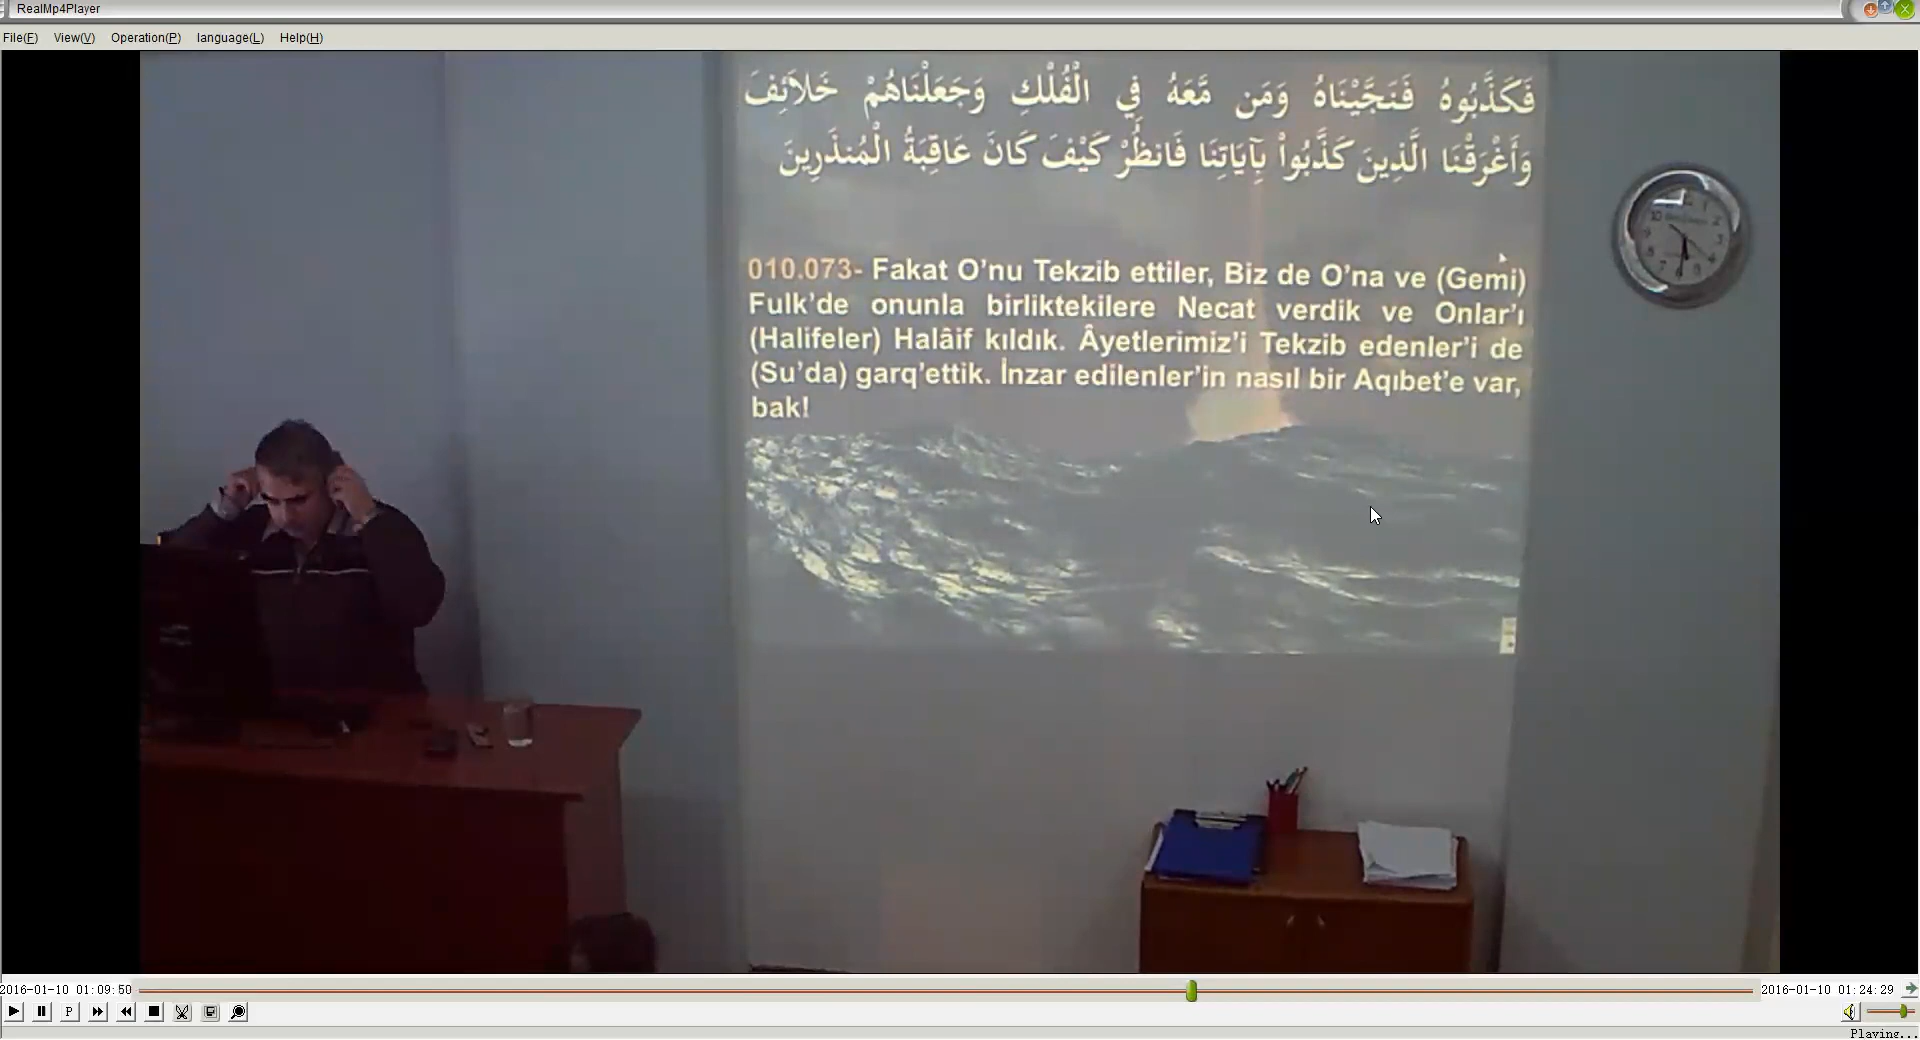 RealMp4Player
File(F) View(V) Operation(P) language(L) Help(H)
فَكَذَّبُوهُ فَنَجَّيْنَاهُ وَمَن مَّعَهُ فِي الْفُلْكِ وَجَعَلْنَاهُمْ خَلاَئِفَ
وَأَغْرَقْنَا الَّذِينَ كَذَّبُواْ بِآيَاتِنَا فَانظُرْ كَيْفَ كَانَ عَاقِبَةُ الْمُنذَرِينَ
010.073- Fakat O’nu Tekzib ettiler, Biz de O’na ve (Gemi)
Fulk’de onunla birliktekilere Necat verdik ve Onlar’ı
(Halifeler) Halâif kıldık. Âyetlerimiz’i Tekzib edenler’i de
(Su’da) garq’ettik. İnzar edilenler’in nasıl bir Aqıbet’e var,
bak!
2016-01-10 01:09:50 2016-01-10 01:24:29
P
Playing...